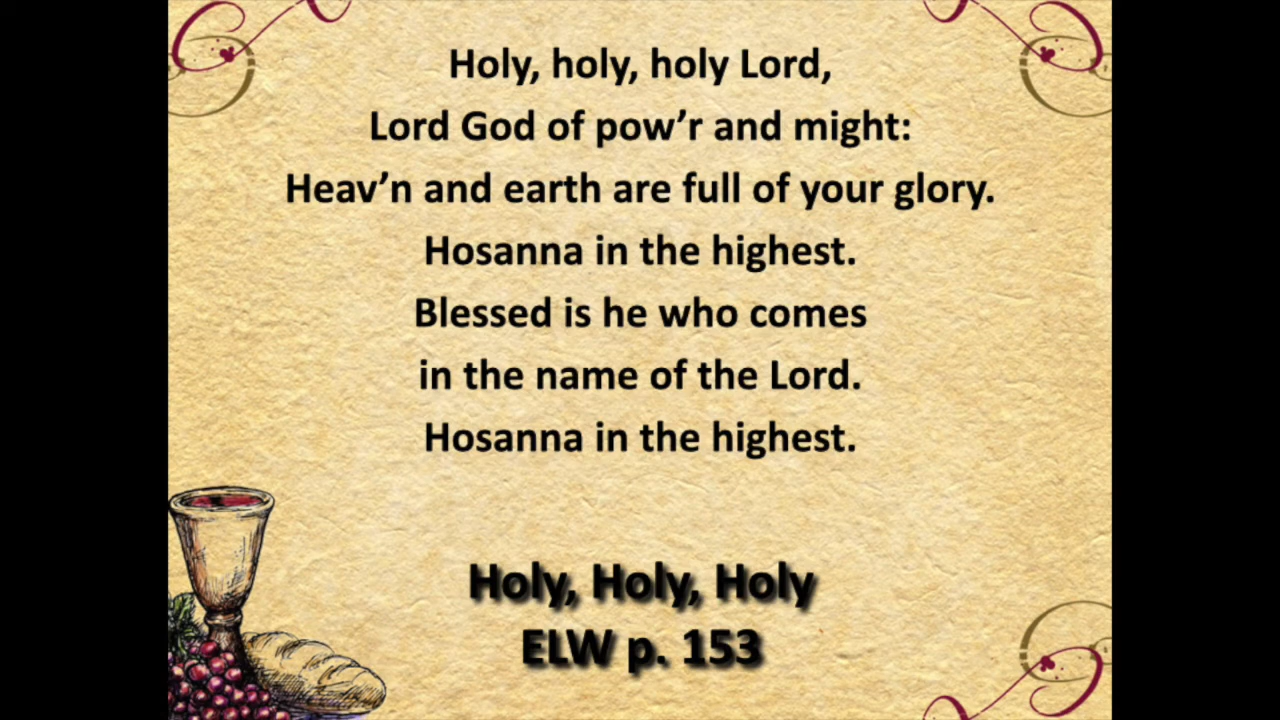 Holy, holy, holy Lord,
Lord God of pow’r and might:
Heav’n and earth are full of your glory.
Hosanna in the highest.
Blessed is he who comes
in the name of the Lord.
Hosanna in the highest.
Holy, Holy, Holy
ELW p. 153